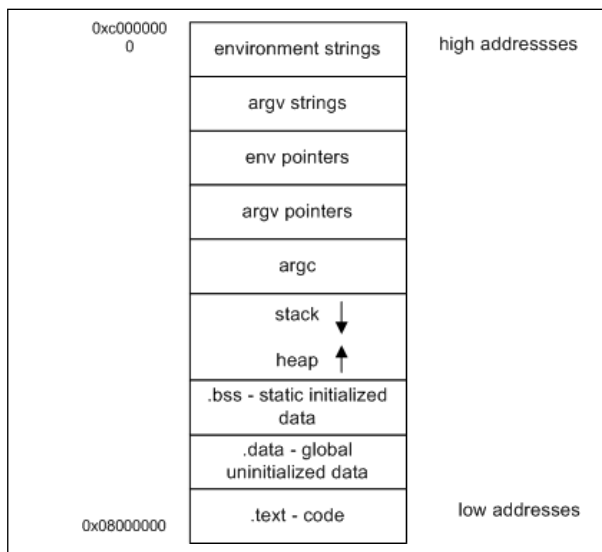 0xc000000
0
environment strings
high addressses
argv strings
env pointers
argv pointers
argc
stack
heap
.bss - static initialized
data
.data - global
uninitialized data
.text - code
low addresses
0x08000000